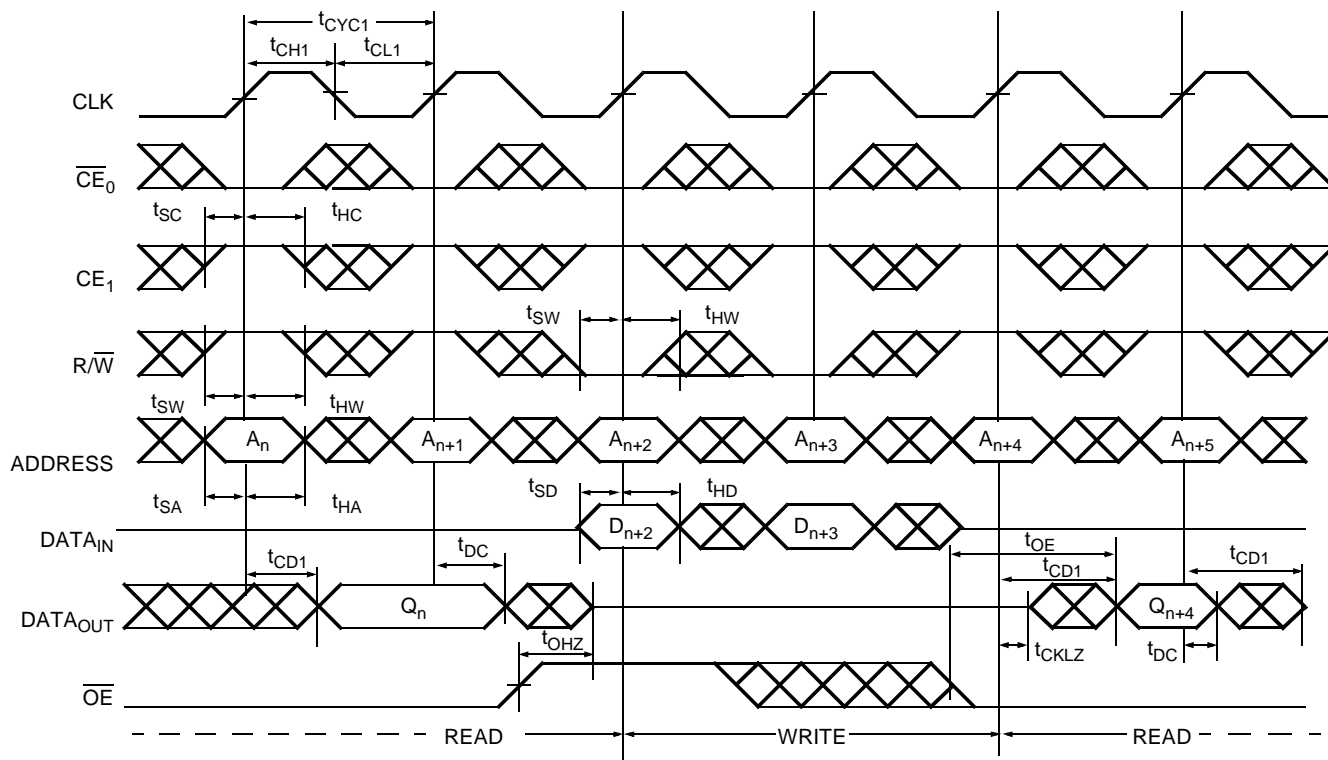 tCYC1
tCH1 tCL1
CLK
CE0
tSC tHC
CE1
tSW tHW
R/W
tSW tHW
An An+1 An+2 An+3 An+4 An+5
ADDRESS
tSA tHA tSD tHD
Dn+2 Dn+3
DATAIN
tOE
tCD1 tDC tCD1 tCD1
Qn Qn+4
DATAOUT
tOHZ tCKLZ tDC
OE
READ WRITE READ